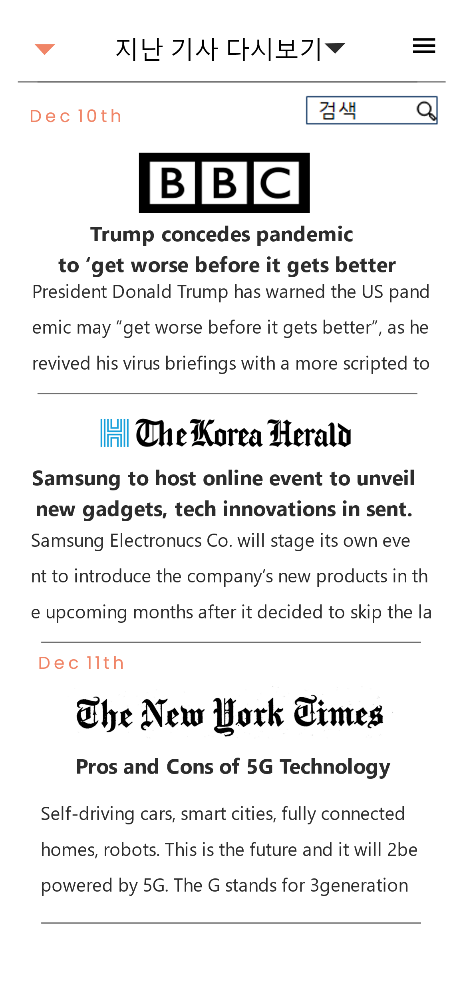 지난 기사 다시보기
Dec 10th
검색
BBC
Trump concedes pandemic
to ‘get worse before it gets better
President Donald Trump has warned the US pand
emic may “get worse before it gets better”, as he
revived his virus briefings with a more scripted to
The Korea Herald
Samsung to host online event to unveil
new gadgets, tech innovations in sent.
Samsung Electronucs Co. will stage its own eve
nt to introduce the company’s new products in th
e upcoming months after it decided to skip the la
Dec 11th
The New York Times
Pros and Cons of 5G Technology
Self-driving cars, smart cities, fully connected
homes, robots. This is the future and it will 2be
powered by 5G. The G stands for 3generation